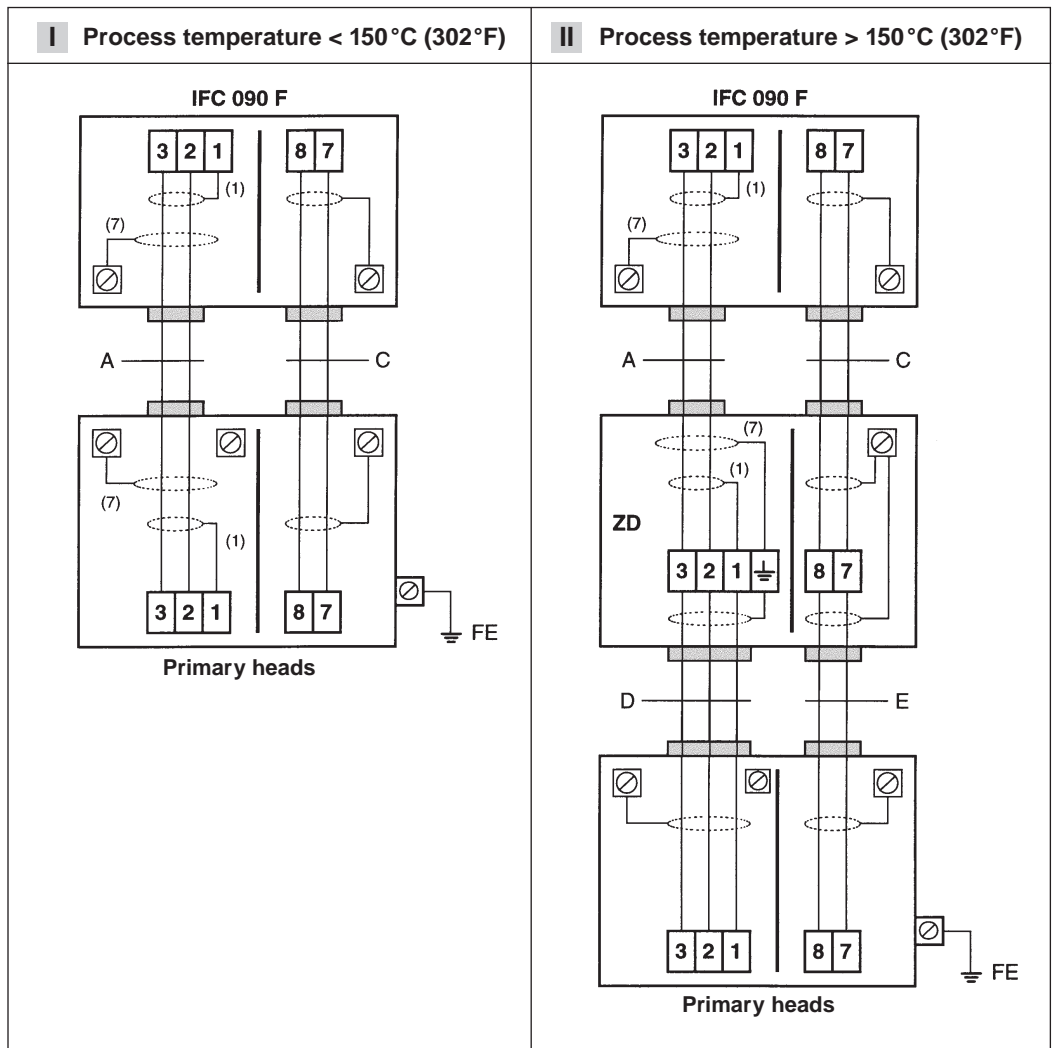 I Process temperature < 150°C (302°F)
IFC 090 F
3 2 1 8 7
(1)
(7)
A C
(7)
(1)
3 2 1 8 7
FE
Primary heads
II Process temperature > 150°C (302°F)
IFC 090 F
3 2 1 8 7
(1)
(7)
A C
(7)
(1)
ZD
3 2 1 8 7
D E
3 2 1 8 7
FE
Primary heads